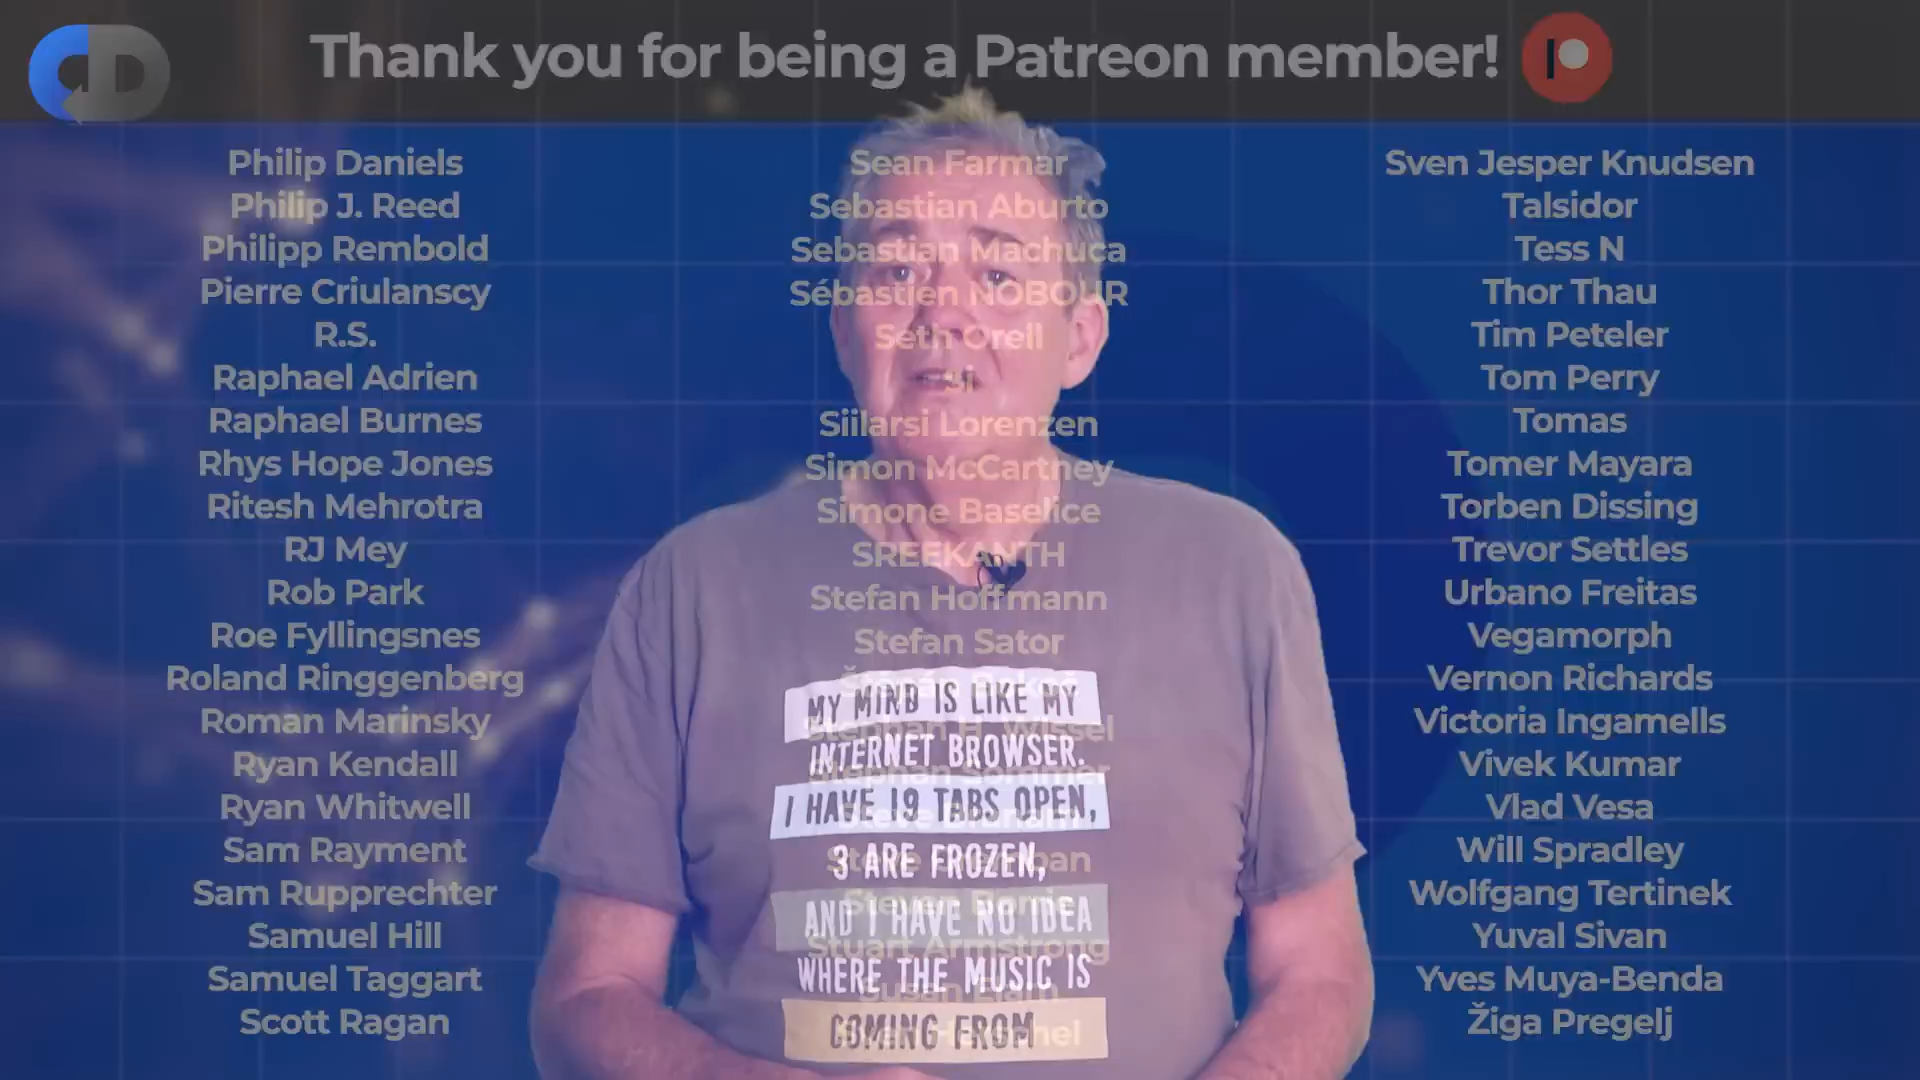 Thank you for being a Patreon member!
Philip Daniels
Philip J. Reed
Philipp Rembold
Pierre Criulanscy
R.S.
Raphael Adrien
Raphael Burnes
Rhys Hope Jones
Ritesh Mehrotra
RJ Mey
Rob Park
Roe Fyllingsnes
Roland Ringgenberg
Roman Marinsky
Ryan Kendall
Ryan Whitwell
Sam Rayment
Sam Rupprechter
Samuel Hill
Samuel Taggart
Scott Ragan
Sean Farmar
Sebastian Aburto
Sebastian Machuca
Sébastien NOBOUR
Seth Orell
Siilarsi Lorenzen
Simon McCartney
Simone Baselice
SREEKANTH
Stefan Hoffmann
Stefan Sator
Stephan Sommer
Stuart Armstrong
Susan Elam
MY MIND IS LIKE MY
INTERNET BROWSER.
I HAVE 19 TABS OPEN,
3 ARE FROZEN,
AND I HAVE NO IDEA
WHERE THE MUSIC IS
COMING FROM
Sven Jesper Knudsen
Talsidor
Tess N
Thor Thau
Tim Peteler
Tom Perry
Tomas
Tomer Mayara
Torben Dissing
Trevor Settles
Urbano Freitas
Vegamorph
Vernon Richards
Victoria Ingamells
Vivek Kumar
Vlad Vesa
Will Spradley
Wolfgang Tertinek
Yuval Sivan
Yves Muya-Benda
Žiga Pregelj